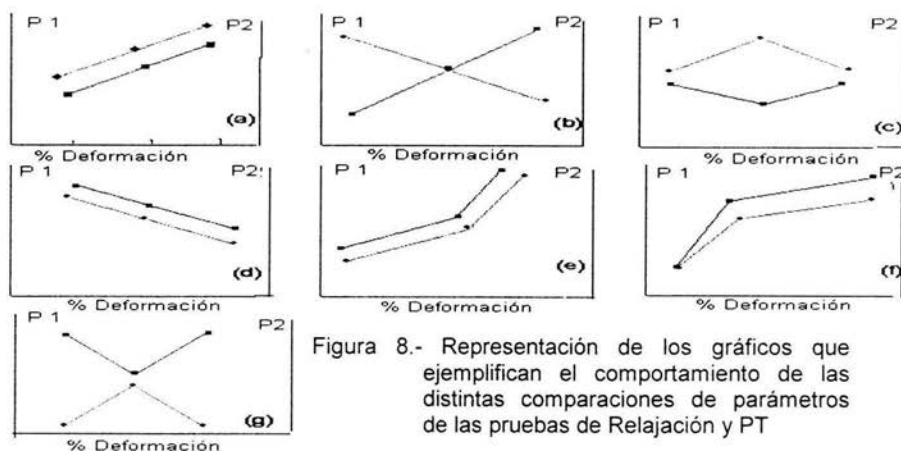 P 1
P2
(a)
% Deformación
P 1
P2
(b)
% Deformación
P 1
P2
(c)
% Deformación
P 1
P2
(d)
% Deformación
P 1
P2
(e)
% Deformación
P 1
P2
(f)
% Deformación
P 1
P2
(g)
% Deformación
Figura 8.- Representación de los gráficos que
ejemplifican el comportamiento de las
distintas comparaciones de parámetros
de las pruebas de Relajación y PT